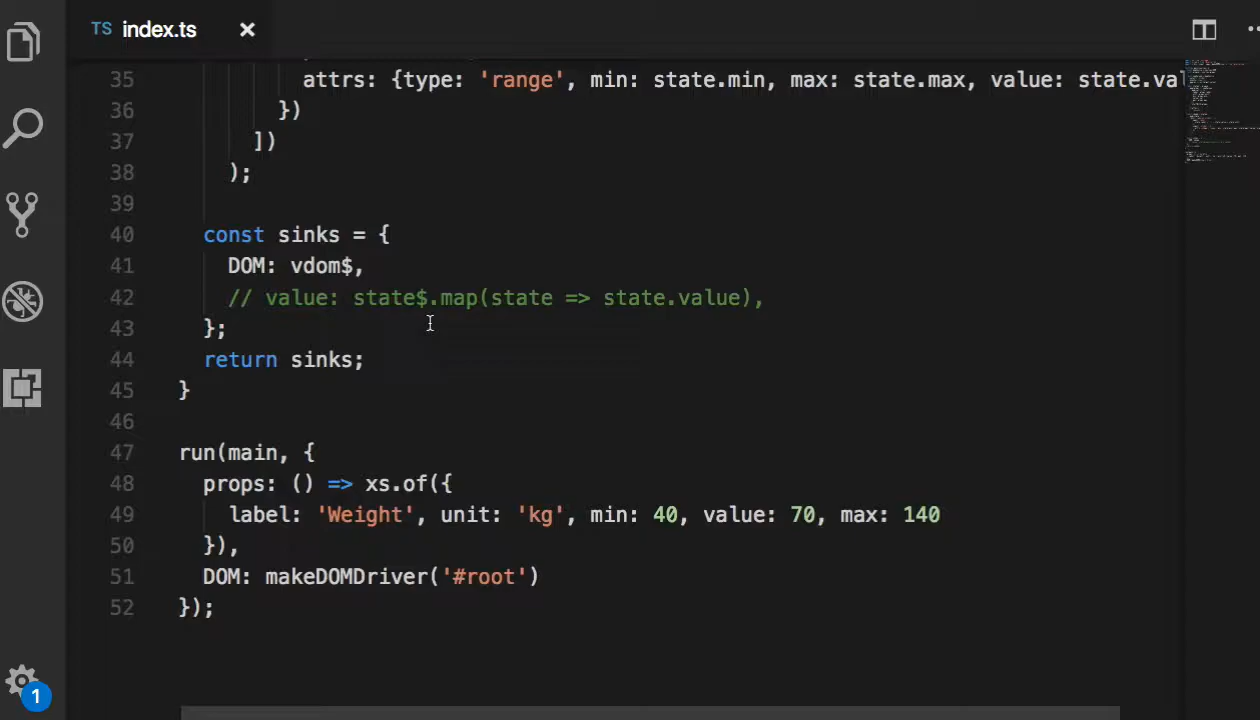 TS index.ts ×
35 attrs: {type: 'range', min: state.min, max: state.max, value: state.val
36 })
37 ])
38 );
39
40 const sinks = {
41 DOM: vdom$,
42 // value: state$.map(state => state.value),
43 };
44 return sinks;
45 }
46
47 run(main, {
48 props: () => xs.of({
49 label: 'Weight', unit: 'kg', min: 40, value: 70, max: 140
50 }),
51 DOM: makeDOMDriver('#root')
52 });
1